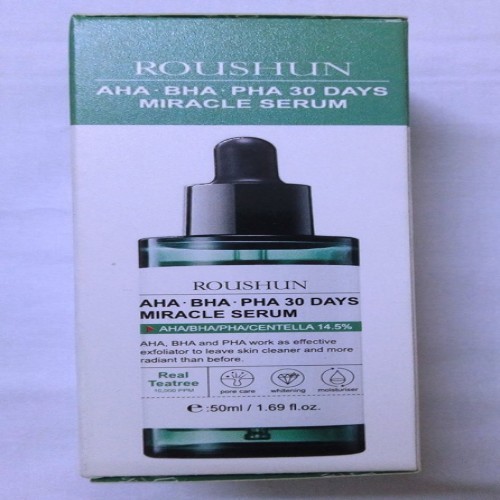 ROUSHUN
AHA · BHA · PHA 30 DAYS
MIRACLE SERUM
ROUSHUN
AHA · BHA · PHA 30 DAYS
MIRACLE SERUM
AHA/BHA/PHA/CENTELLA 14.5%
AHA, BHA and PHA work as effective
exfoliator to leave skin cleaner and more
radiant than before.
Real
Teatree
10,000 PPM
pore care
whitening
moisturiser
℮:50ml / 1.69 fl.oz.